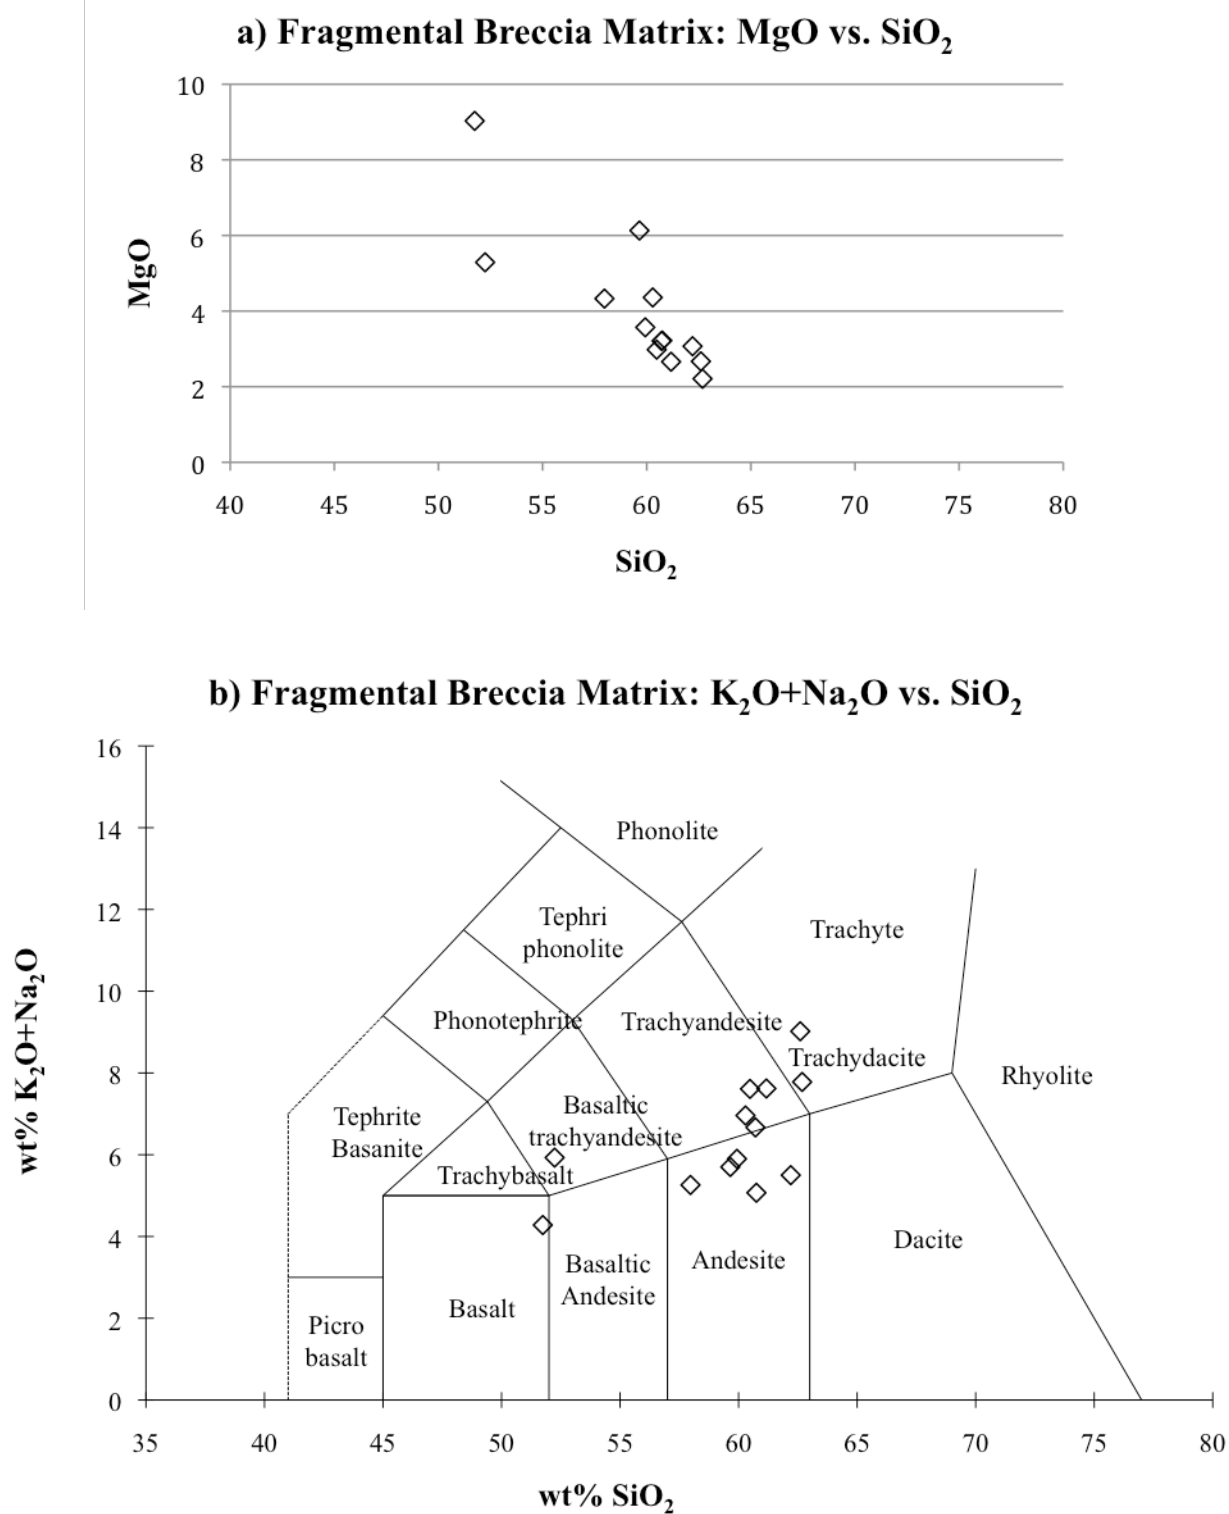 a) Fragmental Breccia Matrix: MgO vs. SiO₂
10
8
6
4
2
0
MgO
40 45 50 55 60 65 70 75 80
SiO₂
b) Fragmental Breccia Matrix: K₂O+Na₂O vs. SiO₂
16
14
12
10
8
6
4
2
0
wt% K₂O+Na₂O
Phonolite
Tephri
phonolite
Trachyte
Phonotephrite
Trachyandesite
Trachydacite
Rhyolite
Tephrite
Basanite
Basaltic
trachyandesite
Trachybasalt
Dacite
Andesite
Basaltic
Andesite
Basalt
Picro
basalt
35 40 45 50 55 60 65 70 75 80
wt% SiO₂